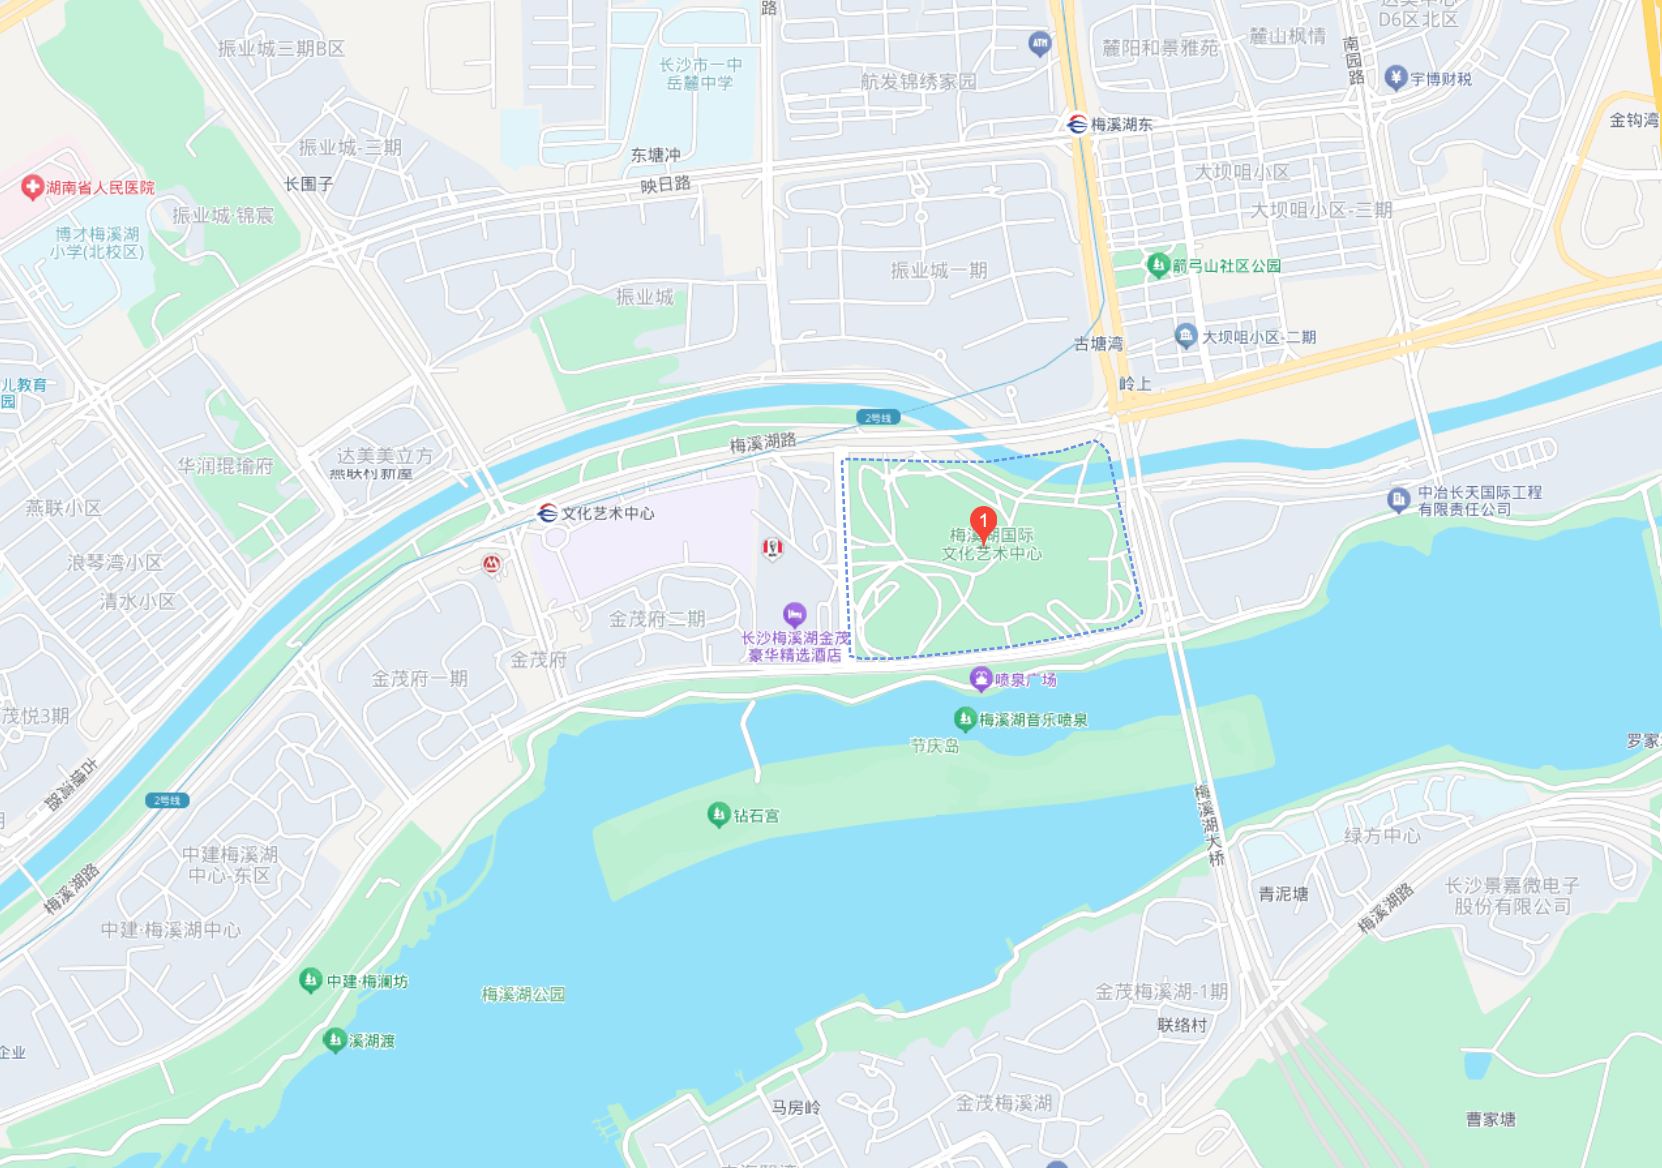 路
达美中心
D6区北区
振业城三期B区
长沙市一中
岳麓中学
航发锦绣家园
ATM
麓阳和景雅苑
麓山枫情
南园路
宇博财税
金钩湾
梅溪湖东
东塘冲
映日路
振业城-三期
长围子
湖南省人民医院
振业城·锦宸
博才梅溪湖
小学(北校区)
大坝咀小区
大坝咀小区-三期
振业城一期
箭弓山社区公园
振业城
大坝咀小区-二期
古塘湾
岭上
儿教育
园
2号线
梅溪湖路
华润琨瑜府
达美美立方
燕联村新屋
燕联小区
文化艺术中心
1
梅溪湖国际
文化艺术中心
中冶长天国际工程
有限责任公司
浪琴湾小区
清水小区
金茂府二期
长沙梅溪湖金茂
豪华精选酒店
金茂府
金茂府一期
喷泉广场
梅溪湖音乐喷泉
节庆岛
茂悦3期
古塘湾路
2号线
钻石宫
罗家
梅溪湖大桥
绿方中心
中建梅溪湖
中心-东区
梅溪湖路
青泥塘
梅溪湖路
长沙景嘉微电子
股份有限公司
中建·梅溪湖中心
中建·梅澜坊
梅溪湖公园
金茂梅溪湖-1期
联络村
溪湖渡
企业
马房岭
金茂梅溪湖
曹家塘